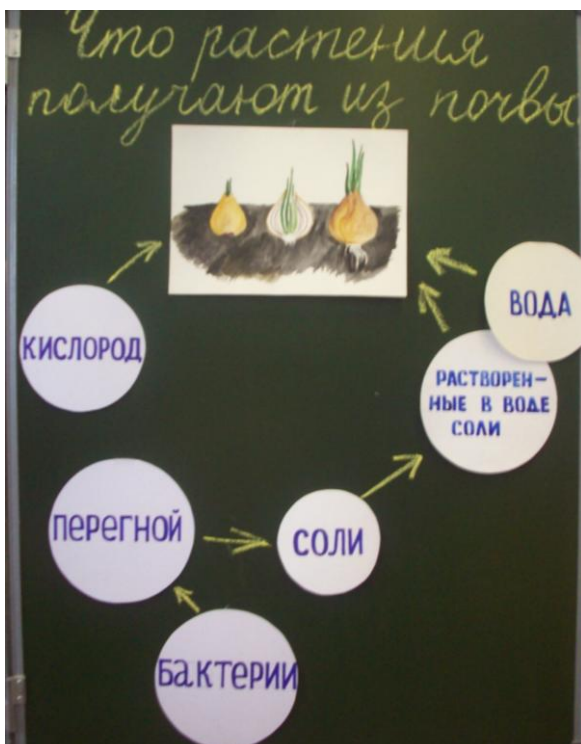 Что растения
получают из почвы
ВОДА
КИСЛОРОД
РАСТВОРЕН-
НЫЕ В ВОДЕ
СОЛИ
ПЕРЕГНОЙ
СОЛИ
БАКТЕРИИ